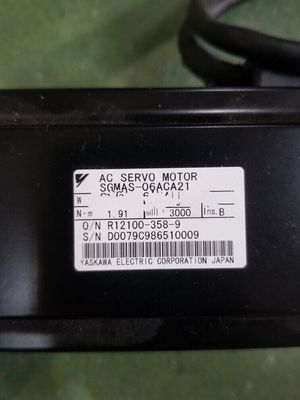 AC SERVO MOTOR
SGMAS-06ACA21
W
N-m 1.91 3000 Ins. B
O/N R12100-358-9
S/N D0079C986510009
YASKAWA ELECTRIC CORPORATION JAPAN